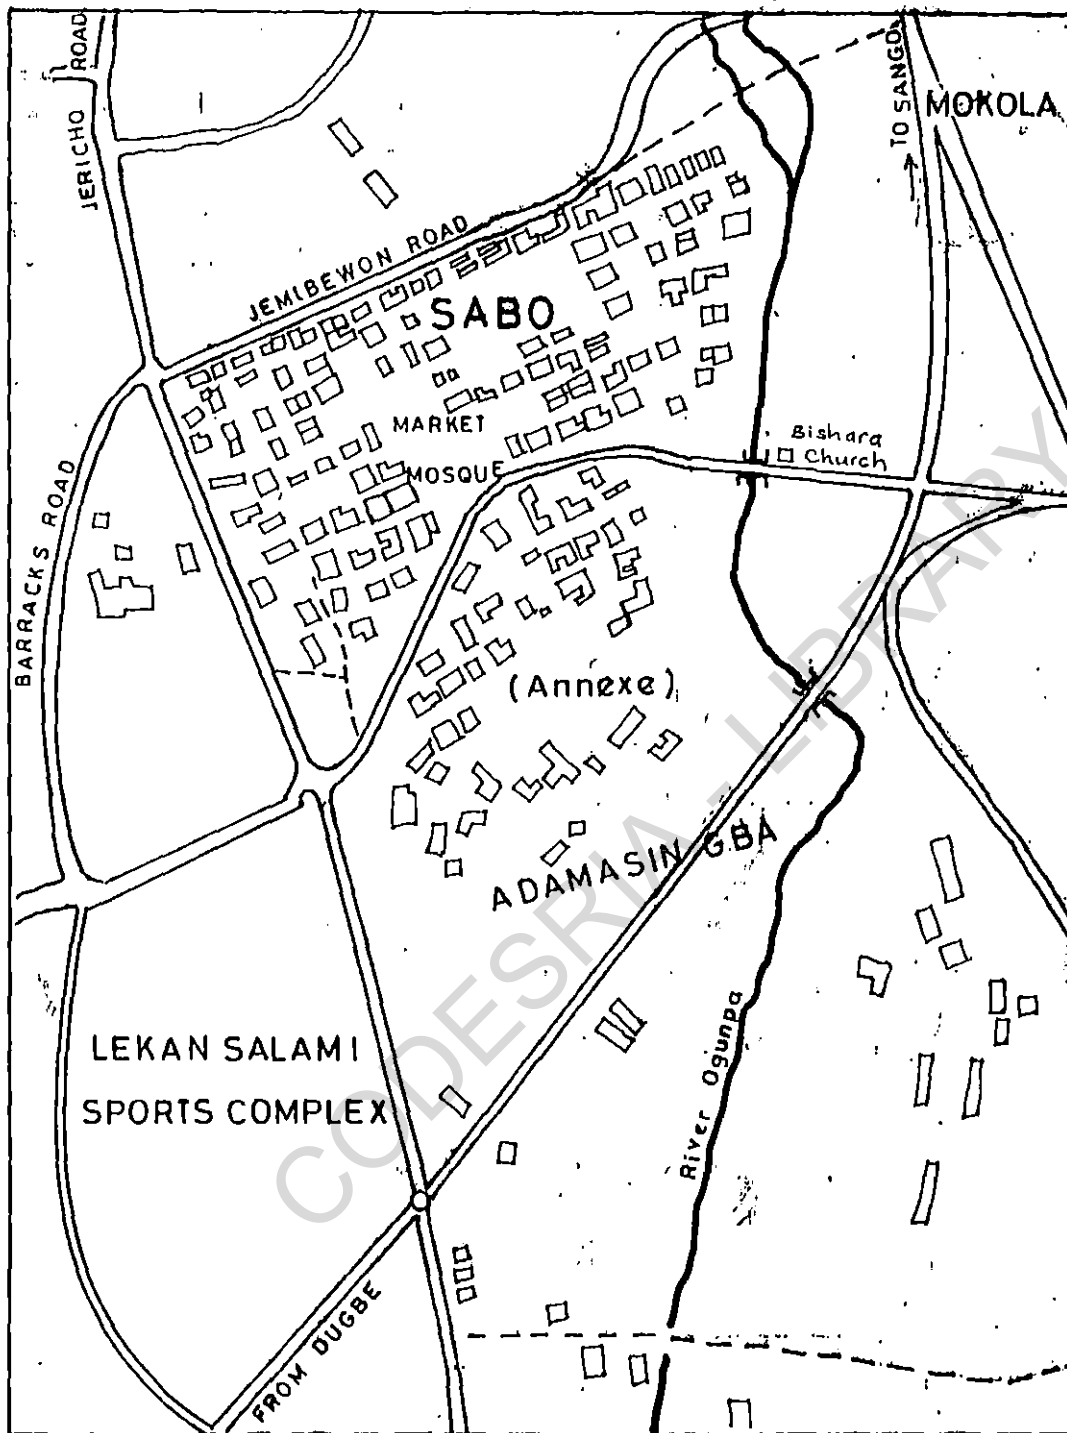 JERICHO ROAD
TO SANGO
MOKOLA
JEMIBEWON ROAD
SABO
MARKET
MOSQUE
Bishara
Church
BARRACKS ROAD
(Annexe)
ADAMASINGBA
LEKAN SALAMI
SPORTS COMPLEX
River Ogunpa
FROM DUGBE
CODESRIA - LIBRARY